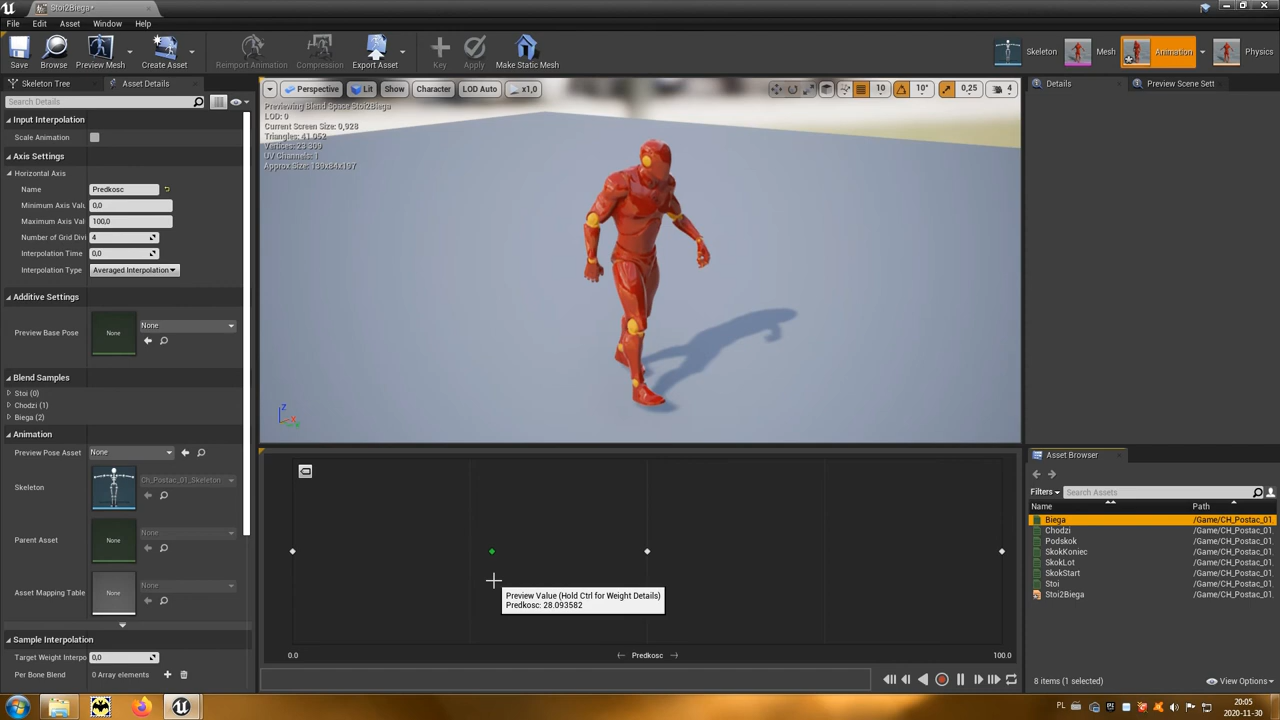 Stoi2Biega*
File Edit Asset Window Help
Save Browse Preview Mesh Create Asset Reimport Animation Compression Export Asset Key Apply Make Static Mesh Skeleton Mesh Animation Physics
Skeleton Tree Asset Details
Search Details
Input Interpolation
Scale Animation
Axis Settings
Horizontal Axis
Name Predkosc
Minimum Axis Valu 0,0
Maximum Axis Val 100,0
Number of Grid Divi 4
Interpolation Time 0,0
Interpolation Type Averaged Interpolation
Additive Settings
Preview Base Pose None None
Blend Samples
Stoi (0)
Chodzi (1)
Biega (2)
Animation
Preview Pose Asset None
Skeleton Ch_Postac_01_Skeleton
Parent Asset None None
Asset Mapping Table None None
Sample Interpolation
Target Weight Interpo 0,0
Per Bone Blend 0 Array elements
Perspective Lit Show Character LOD Auto x1,0 10 10° 0,25 4
Previewing Blend Space Stoi2Biega
LOD: 0
Current Screen Size: 0,928
Triangles: 41 052
Vertices: 23 309
UV Channels: 1
Approx Size: 139x84x197
Z
X
Preview Value (Hold Ctrl for Weight Details)
Predkosc: 28.093582
0.0 Predkosc 100.0
Details Preview Scene Sett
Asset Browser
Filters Search Assets
Name Path
Biega /Game/CH_Postac_01
Chodzi /Game/CH_Postac_01
Podskok /Game/CH_Postac_01
SkokKoniec /Game/CH_Postac_01
SkokLot /Game/CH_Postac_01
SkokStart /Game/CH_Postac_01
Stoi /Game/CH_Postac_01
Stoi2Biega /Game/CH_Postac_01
8 items (1 selected) View Options
PL 20:05
2020-11-30